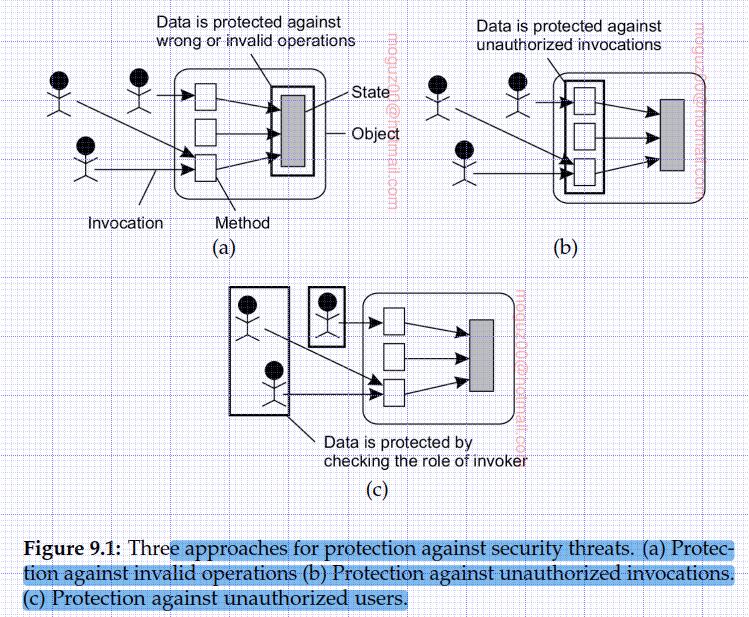 Data is protected against
wrong or invalid operations
State
Object
Invocation
Method
(a)
moguz00@hotmail.com
Data is protected against
unauthorized invocations
(b)
moguz00@hotmail.com
Data is protected by
checking the role of invoker
(c)
moguz00@hotmail.com
Figure 9.1: Three approaches for protection against security threats. (a) Protec-
tion against invalid operations (b) Protection against unauthorized invocations.
(c) Protection against unauthorized users.